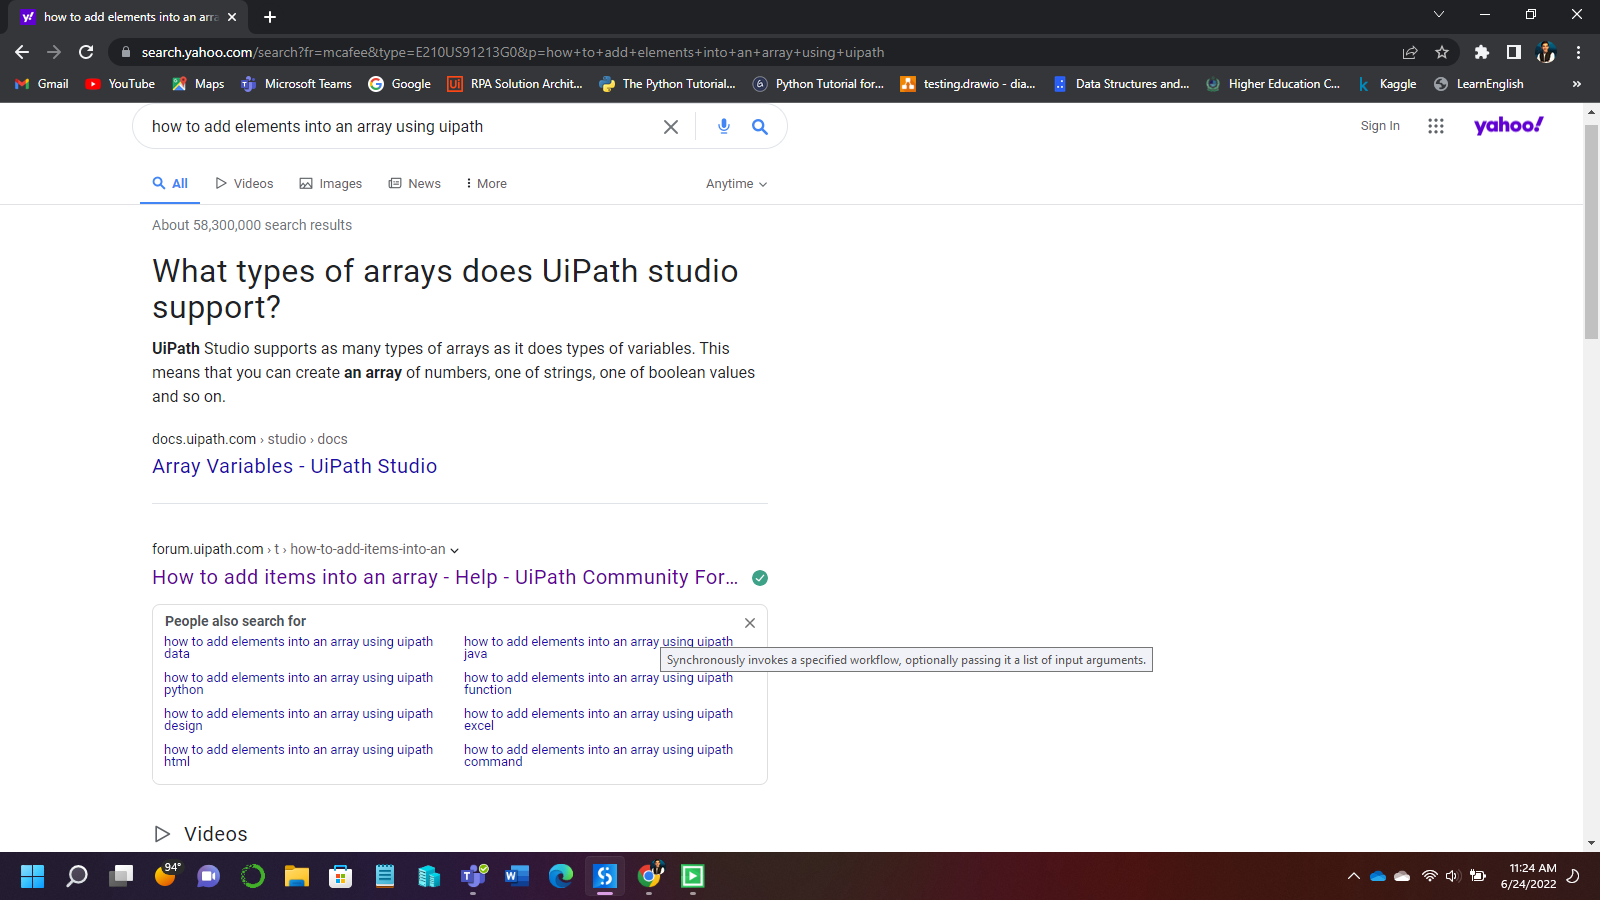 how to add elements into an arra
search.yahoo.com/search?fr=mcafee&type=E210US91213G0&p=how+to+add+elements+into+an+array+using+uipath
Gmail YouTube Maps Microsoft Teams Google RPA Solution Archit... The Python Tutorial... Python Tutorial for... testing.drawio - dia... Data Structures and... Higher Education C... Kaggle LearnEnglish »
how to add elements into an array using uipath
Sign In
yahoo!
All Videos Images News More Anytime
About 58,300,000 search results
What types of arrays does UiPath studio
support?
UiPath Studio supports as many types of arrays as it does types of variables. This
means that you can create an array of numbers, one of strings, one of boolean values
and so on.
docs.uipath.com › studio › docs
Array Variables - UiPath Studio
forum.uipath.com › t › how-to-add-items-into-an
How to add items into an array - Help - UiPath Community For...
People also search for
how to add elements into an array using uipath
data
how to add elements into an array using uipath
java
Synchronously invokes a specified workflow, optionally passing it a list of input arguments.
how to add elements into an array using uipath
python
how to add elements into an array using uipath
function
how to add elements into an array using uipath
design
how to add elements into an array using uipath
excel
how to add elements into an array using uipath
html
how to add elements into an array using uipath
command
Videos
94°
11:24 AM
6/24/2022